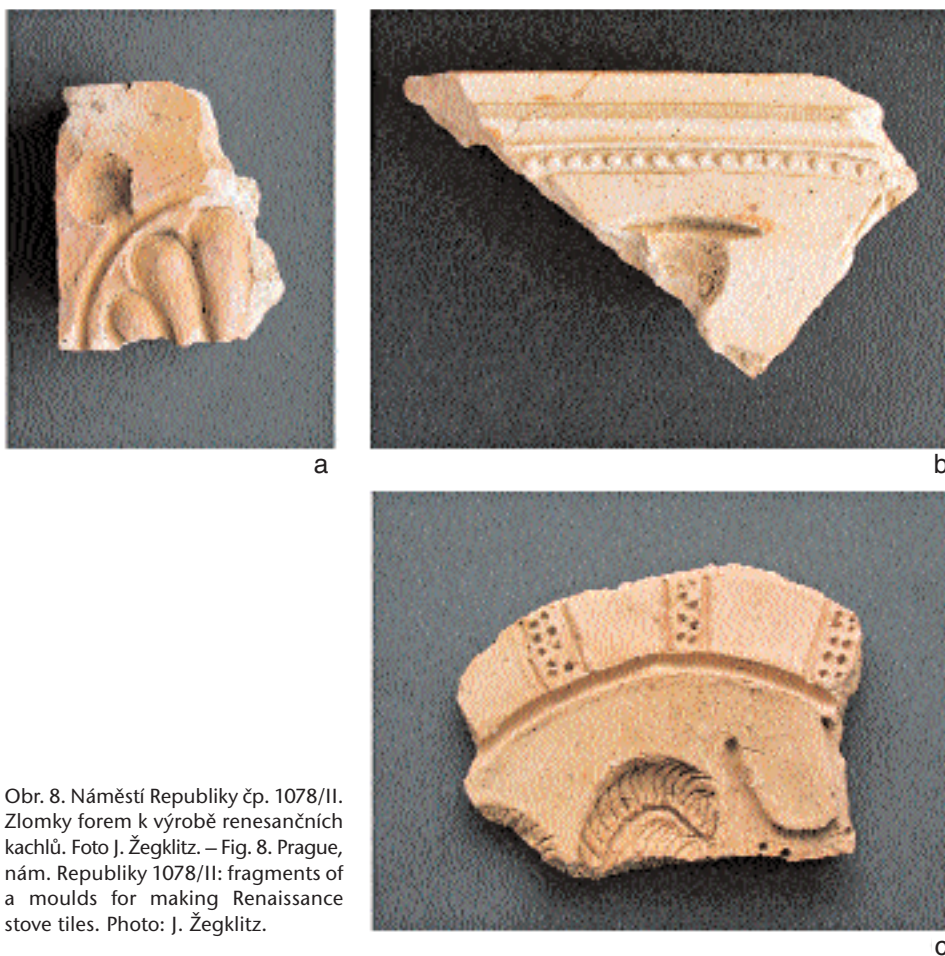 a
b
c
Obr. 8. Náměstí Republiky čp. 1078/II.
Zlomky forem k výrobě renesančních
kachlů. Foto J. Žegklitz. – Fig. 8. Prague,
nám. Republiky 1078/II: fragments of
a moulds for making Renaissance
stove tiles. Photo: J. Žegklitz.